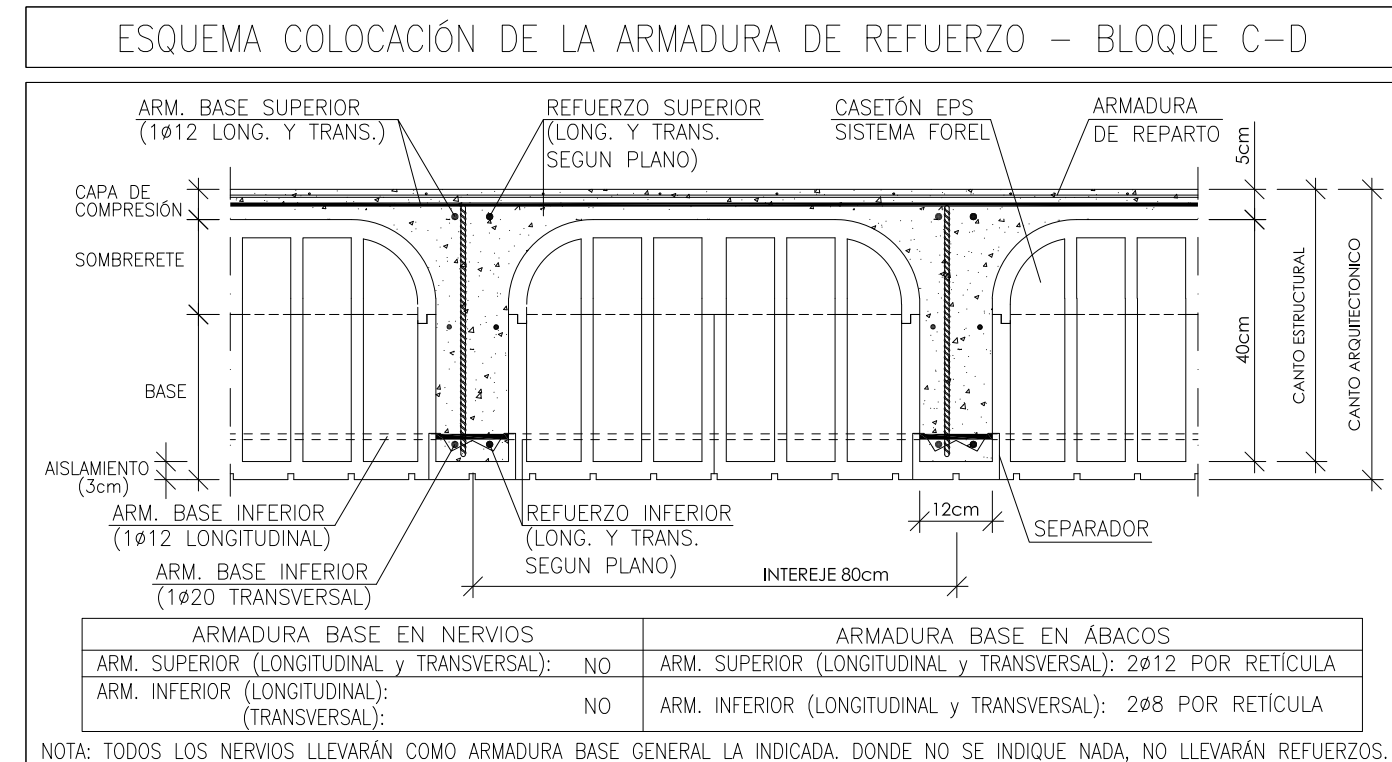 ESQUEMA COLOCACIÓN DE LA ARMADURA DE REFUERZO – BLOQUE C–D
ARM. BASE SUPERIOR
(1ø12 LONG. Y TRANS.)
REFUERZO SUPERIOR
(LONG. Y TRANS.
SEGUN PLANO)
CASETÓN EPS
SISTEMA FOREL
ARMADURA
DE REPARTO
5cm
CAPA DE
COMPRESIÓN
SOMBRERETE
BASE
AISLAMIENTO
(3cm)
40cm
CANTO ESTRUCTURAL
CANTO ARQUITECTONICO
ARM. BASE INFERIOR
(1ø12 LONGITUDINAL)
ARM. BASE INFERIOR
(1ø20 TRANSVERSAL)
REFUERZO INFERIOR
(LONG. Y TRANS.
SEGUN PLANO)
12cm
SEPARADOR
INTEREJE 80cm
ARMADURA BASE EN NERVIOS
ARM. SUPERIOR (LONGITUDINAL y TRANSVERSAL): NO
ARM. INFERIOR (LONGITUDINAL):
(TRANSVERSAL): NO
ARMADURA BASE EN ÁBACOS
ARM. SUPERIOR (LONGITUDINAL y TRANSVERSAL): 2ø12 POR RETÍCULA
ARM. INFERIOR (LONGITUDINAL y TRANSVERSAL): 2ø8 POR RETÍCULA
NOTA: TODOS LOS NERVIOS LLEVARÁN COMO ARMADURA BASE GENERAL LA INDICADA. DONDE NO SE INDIQUE NADA, NO LLEVARÁN REFUERZOS.